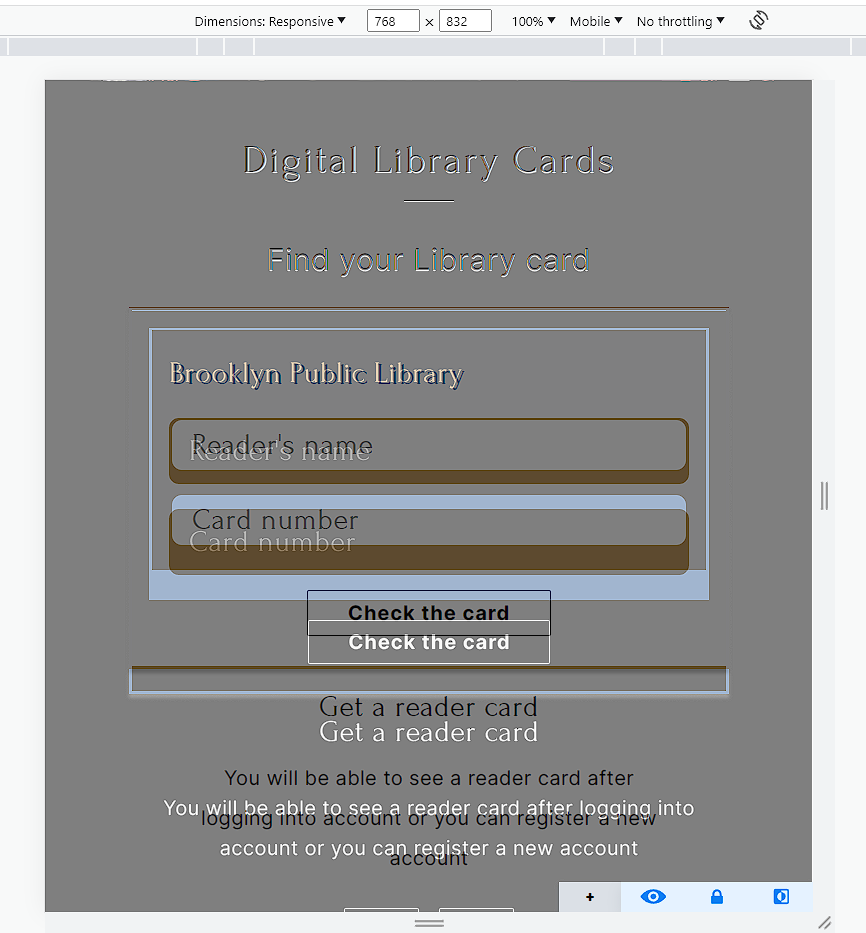 Dimensions: Responsive 768 × 832 100% Mobile No throttling
Digital Library Cards
Find your Library card
Brooklyn Public Library
Reader's name
Reader's name
Card number
Card number
Check the card
Check the card
Get a reader card
Get a reader card
You will be able to see a reader card after
You will be able to see a reader card after logging into
logging into account or you can register a new
account or you can register a new account
account
+